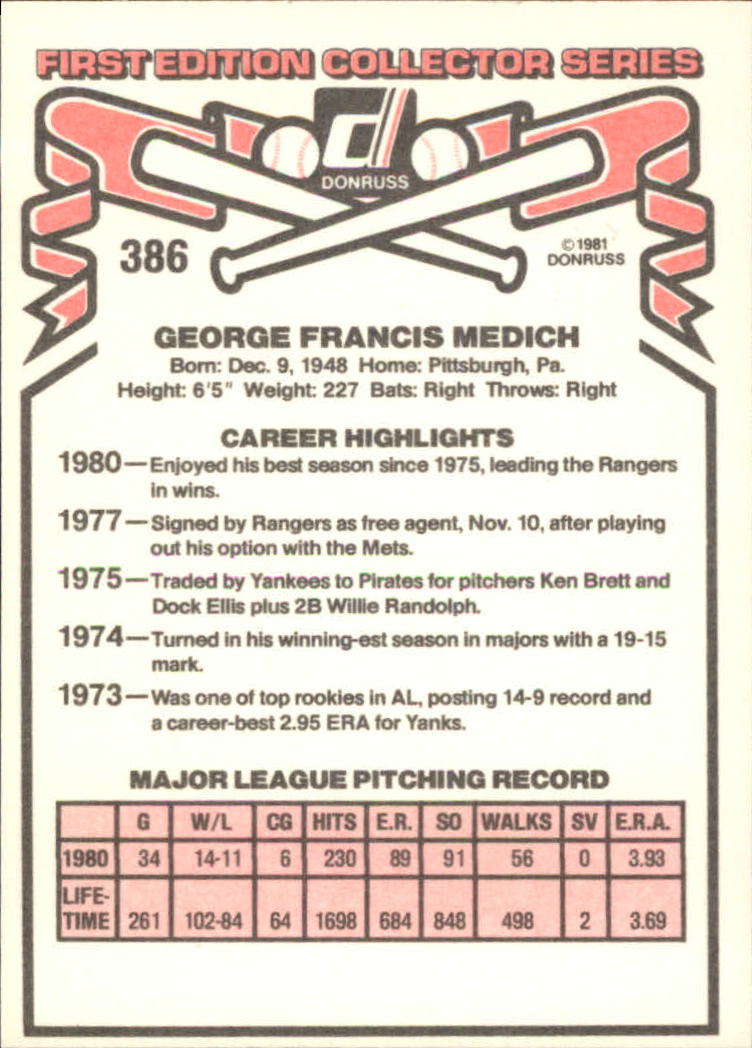 FIRST EDITION COLLECTOR SERIES
d
DONRUSS
386
© 1981
DONRUSS
GEORGE FRANCIS MEDICH
Born: Dec. 9, 1948 Home: Pittsburgh, Pa.
Height: 6'5" Weight: 227 Bats: Right Throws: Right
CAREER HIGHLIGHTS
1980—Enjoyed his best season since 1975, leading the Rangers
in wins.
1977—Signed by Rangers as free agent, Nov. 10, after playing
out his option with the Mets.
1975—Traded by Yankees to Pirates for pitchers Ken Brett and
Dock Ellis plus 2B Willie Randolph.
1974—Turned in his winning-est season in majors with a 19-15
mark.
1973—Was one of top rookies in AL, posting 14-9 record and
a career-best 2.95 ERA for Yanks.
MAJOR LEAGUE PITCHING RECORD
G W/L CG HITS E.R. SO WALKS SV E.R.A.
1980 34 14-11 6 230 89 91 56 0 3.93
LIFE-
TIME 261 102-84 64 1698 684 848 498 2 3.69